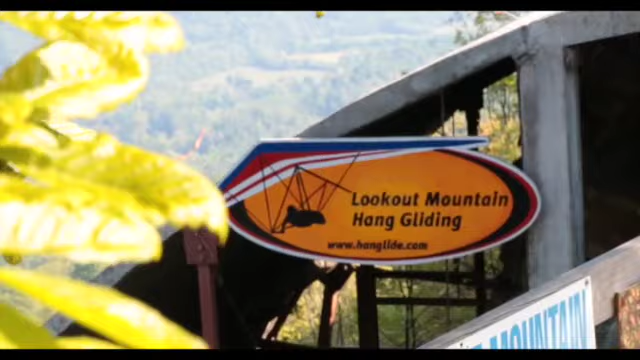 Lookout Mountain
Hang Gliding
www.hanglide.com
MOUNTAIN